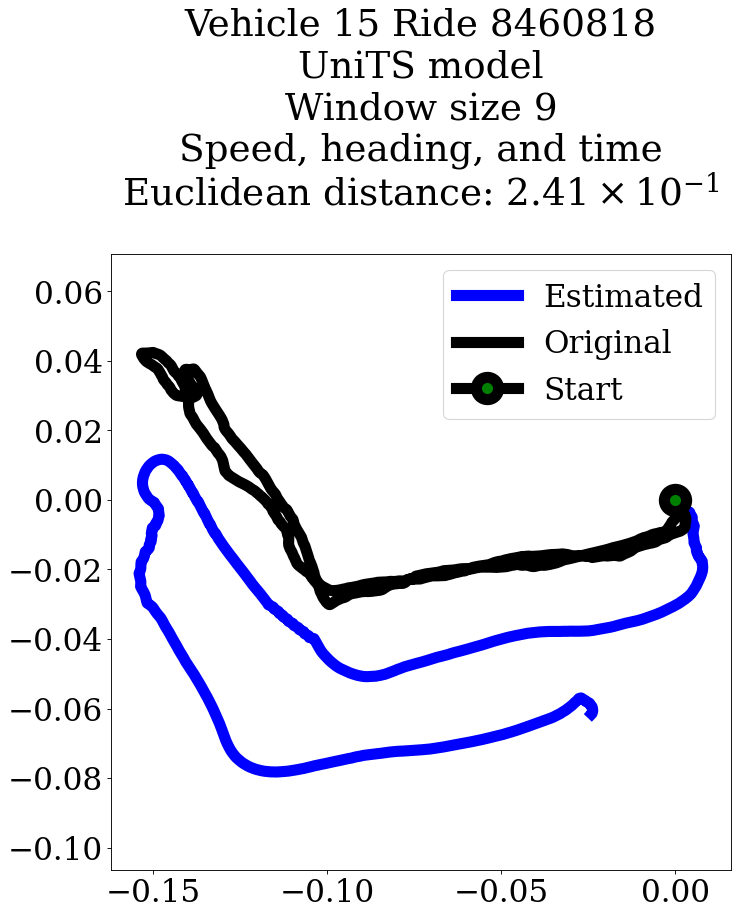 Vehicle 15 Ride 8460818
UniTS model
Window size 9
Speed, heading, and time
Euclidean distance: 2.41 × 10⁻¹
Estimated
Original
Start
0.06
0.04
0.02
0.00
−0.02
−0.04
−0.06
−0.08
−0.10
−0.15 −0.10 −0.05 0.00